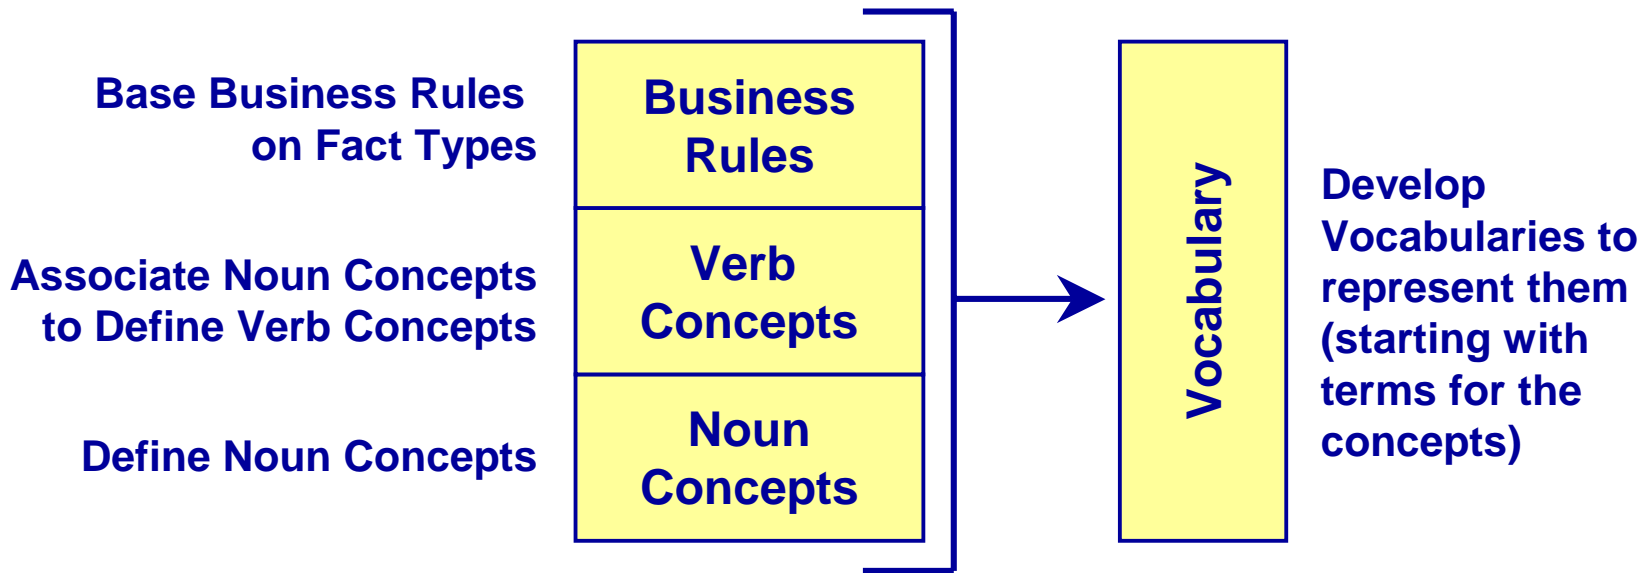 Base Business Rules
on Fact Types
Business
Rules
Associate Noun Concepts
to Define Verb Concepts
Verb
Concepts
Define Noun Concepts
Noun
Concepts
Vocabulary
Develop
Vocabularies to
represent them
(starting with
terms for the
concepts)